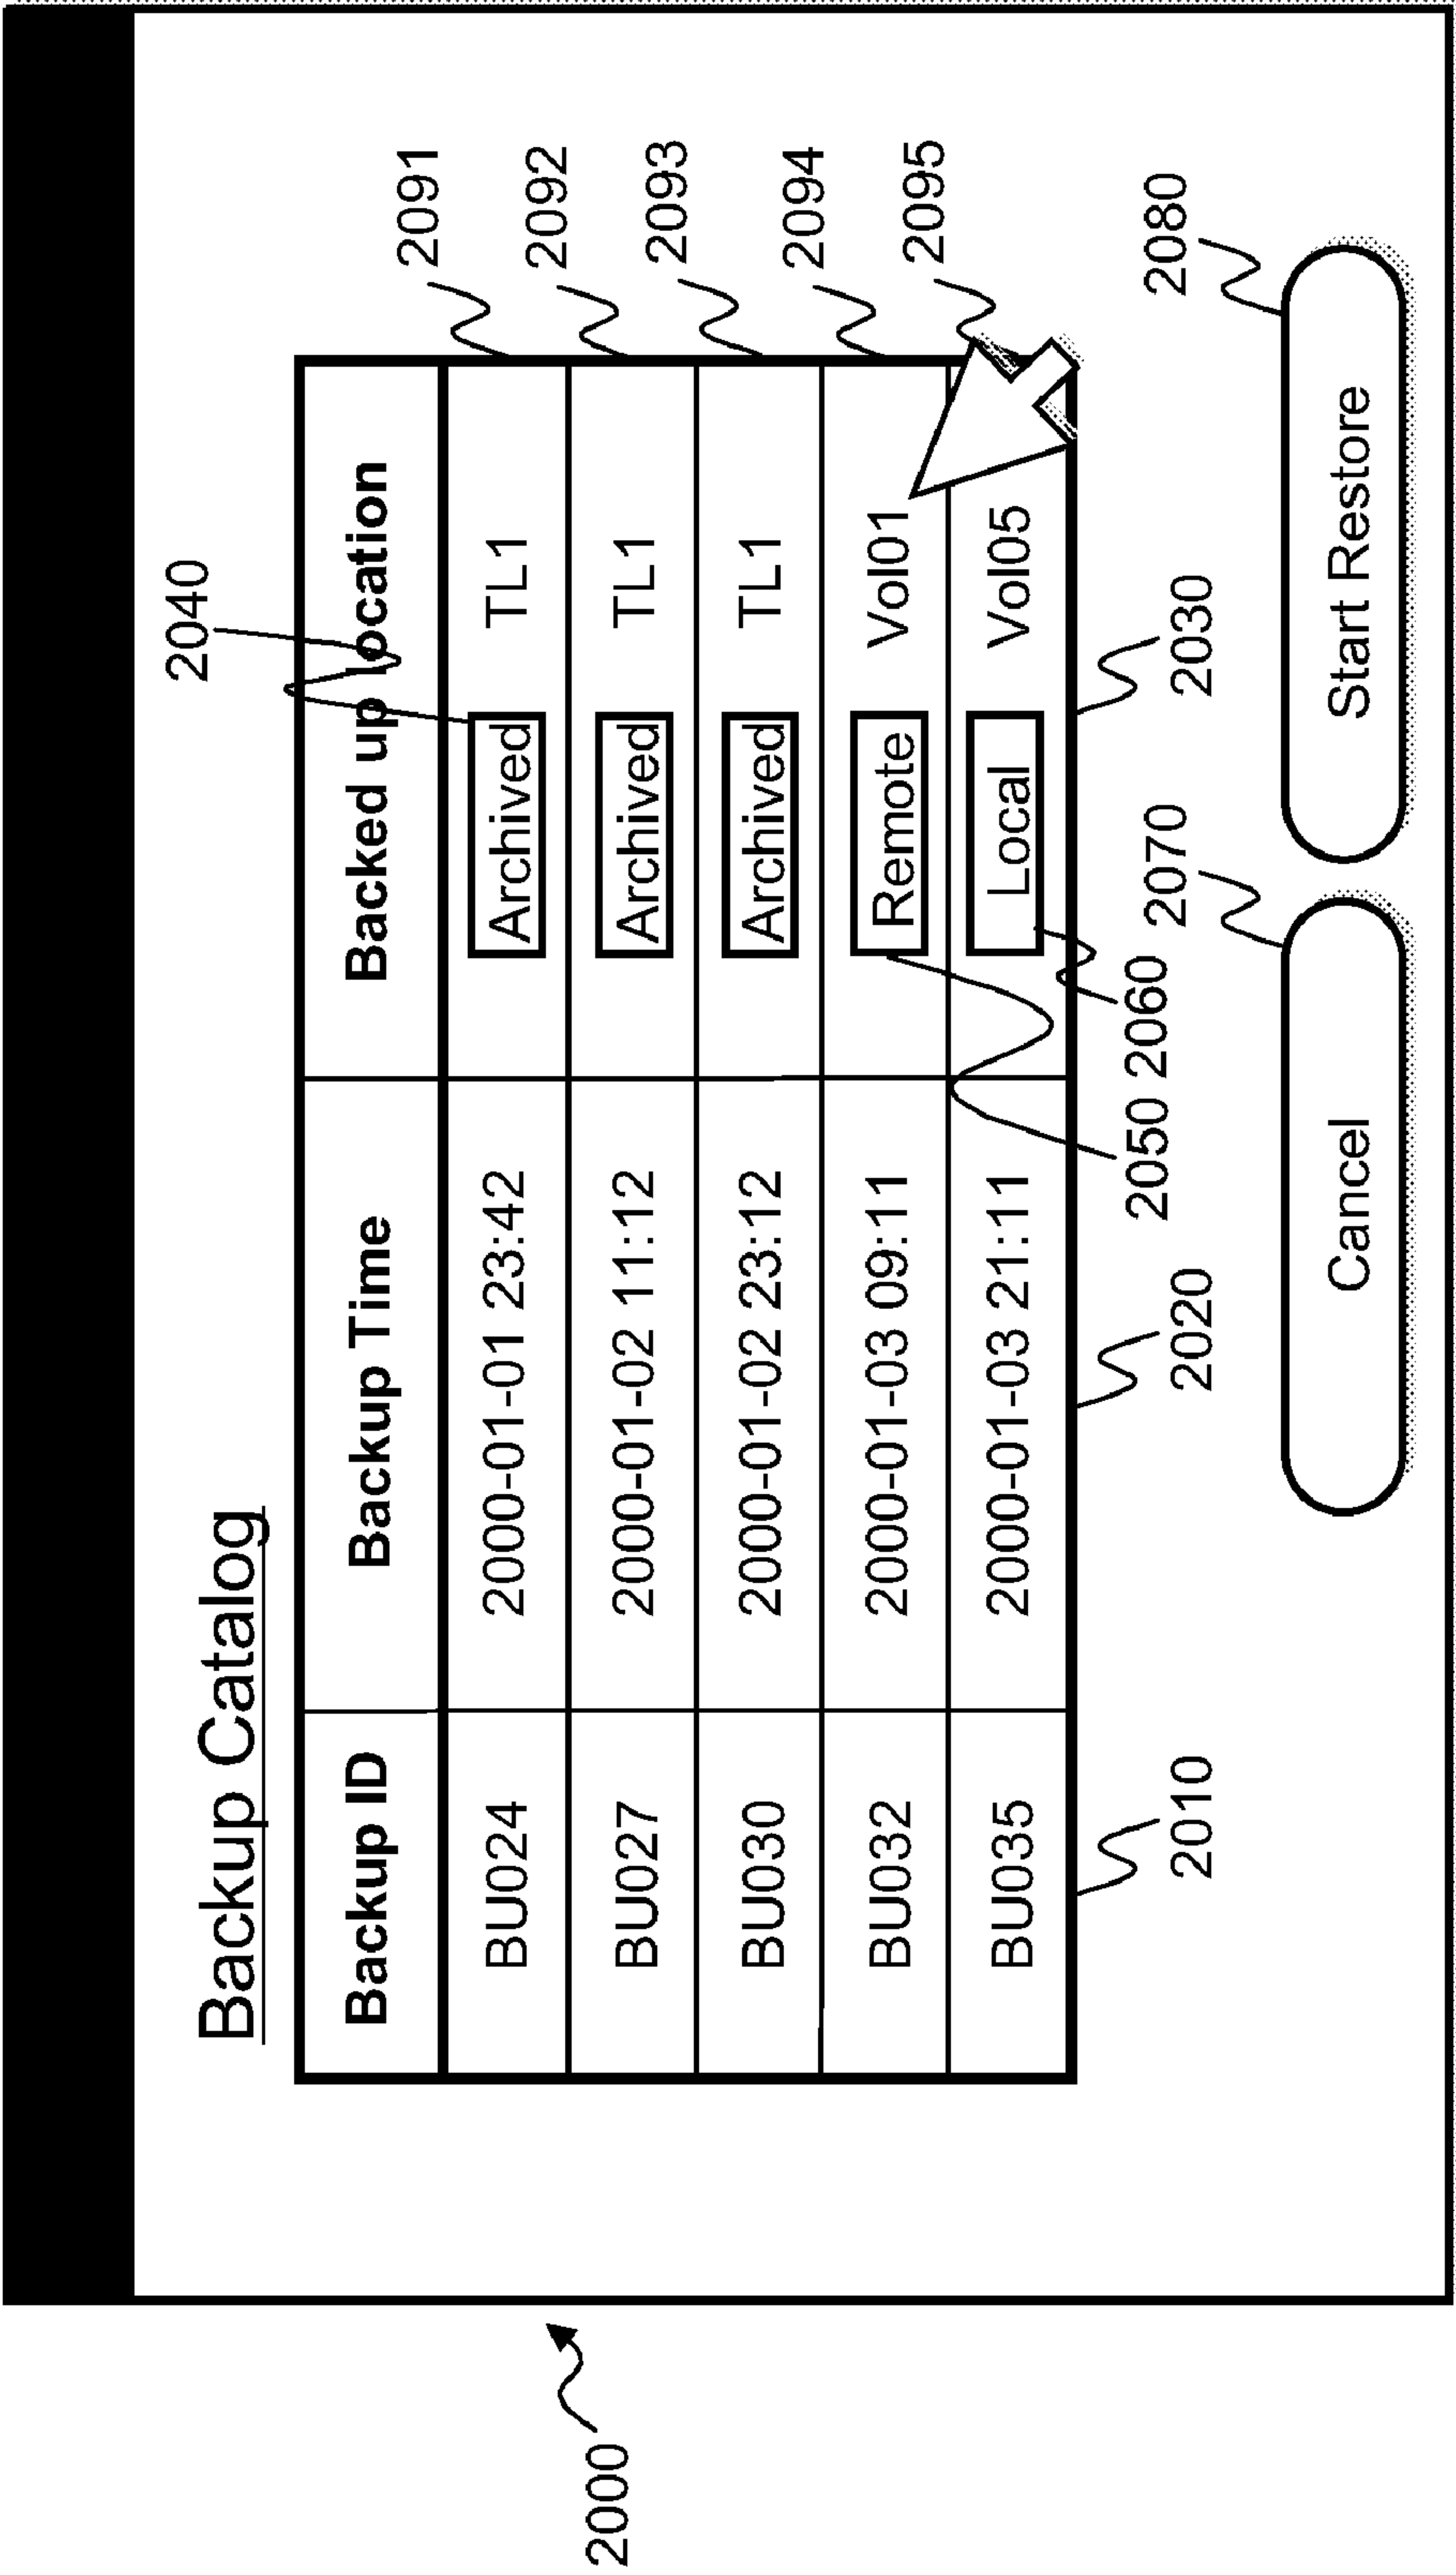 Backup Catalog
2040
Backup ID Backup Time Backed up location
BU024 2000-01-01 23:42 Archived TL1 2091
BU027 2000-01-02 11:12 Archived TL1 2092
BU030 2000-01-02 23:12 Archived TL1 2093
BU032 2000-01-03 09:11 Remote Vol01 2094
BU035 2000-01-03 21:11 Local Vol05 2095
2000
2050 2060
2010 2020 2030
2070 2080
Cancel Start Restore